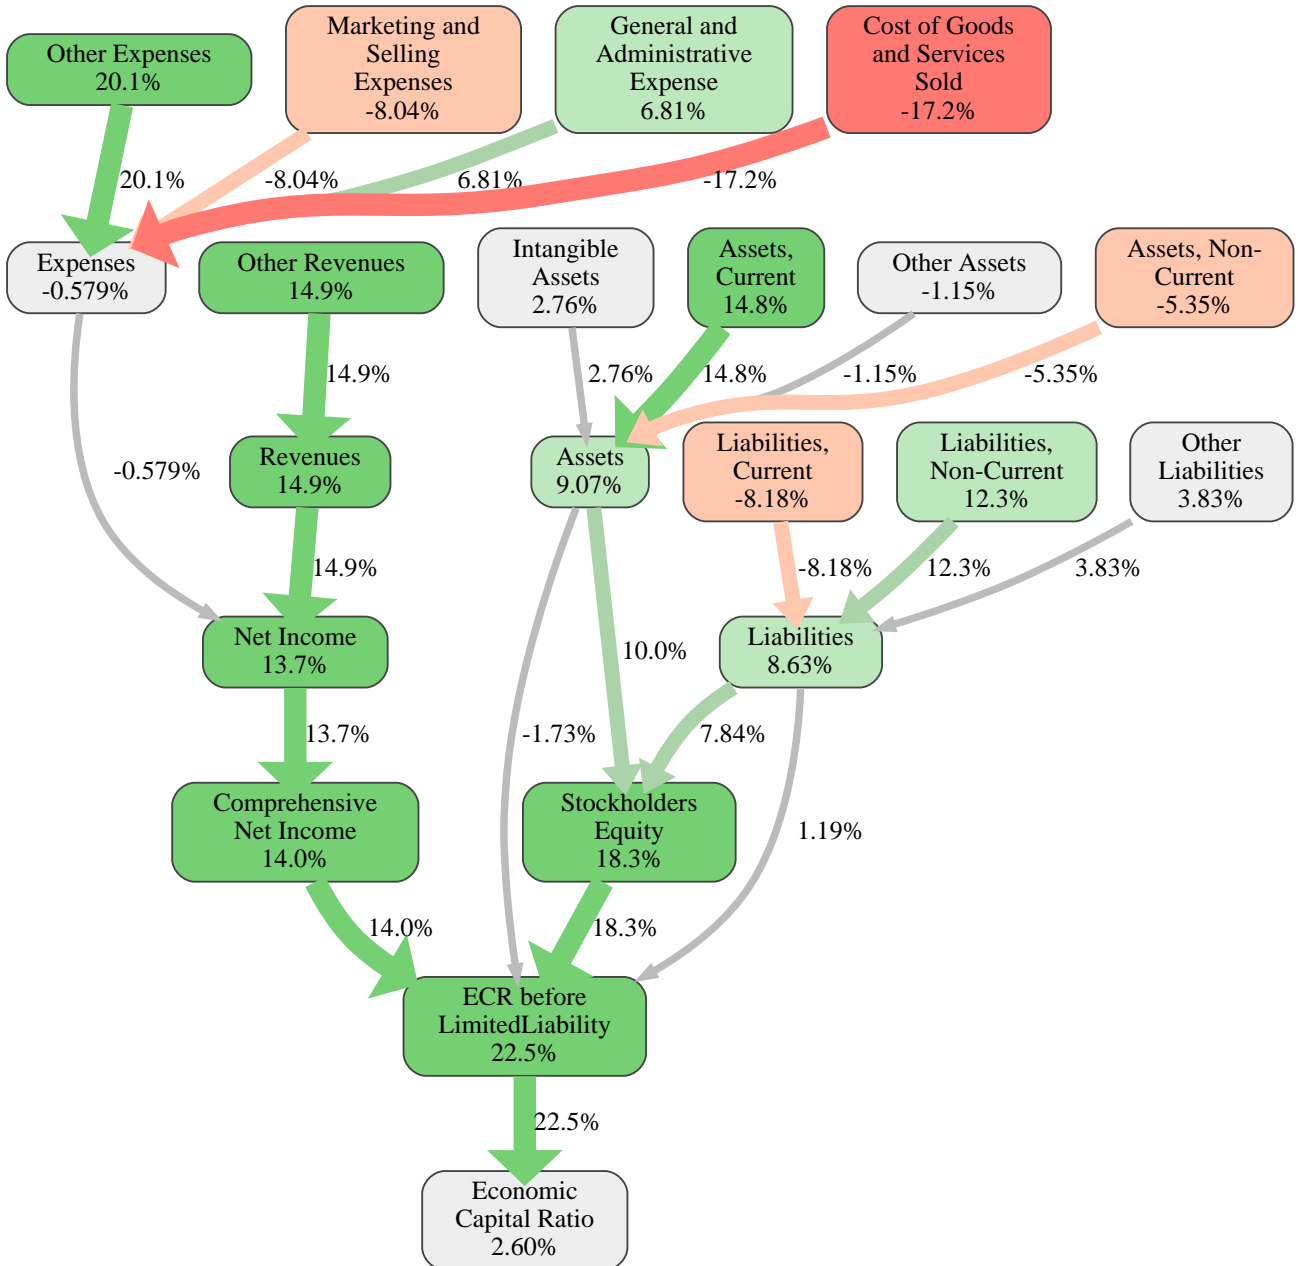 Other Expenses
20.1%
Marketing and
Selling
Expenses
-8.04%
General and
Administrative
Expense
6.81%
Cost of Goods
and Services
Sold
-17.2%
20.1%
-8.04%
6.81%
-17.2%
Expenses
-0.579%
Other Revenues
14.9%
Intangible
Assets
2.76%
Assets,
Current
14.8%
Other Assets
-1.15%
Assets, Non-
Current
-5.35%
14.9%
2.76%
14.8%
-1.15%
-5.35%
Revenues
14.9%
Assets
9.07%
Liabilities,
Current
-8.18%
Liabilities,
Non-Current
12.3%
Other
Liabilities
3.83%
-0.579%
14.9%
-8.18%
12.3%
3.83%
Net Income
13.7%
10.0%
Liabilities
8.63%
13.7%
-1.73%
7.84%
Comprehensive
Net Income
14.0%
Stockholders
Equity
18.3%
1.19%
14.0%
18.3%
ECR before
LimitedLiability
22.5%
22.5%
Economic
Capital Ratio
2.60%